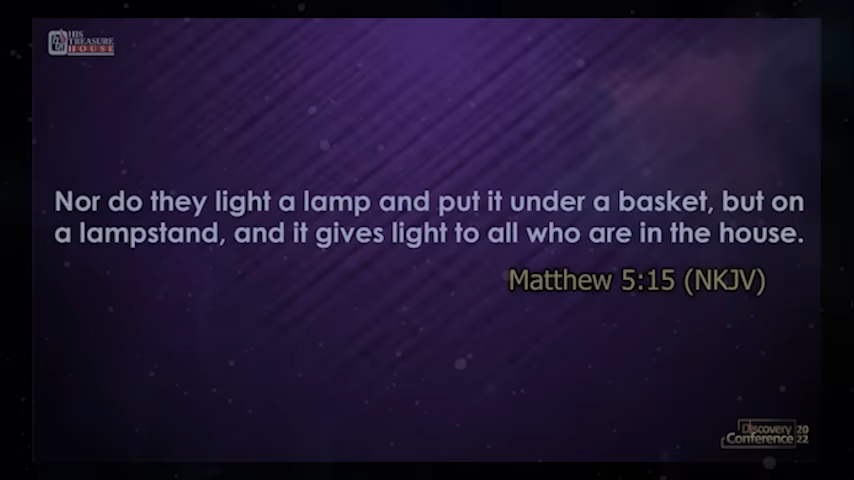 HIS
TREASURE
HOUSE
Nor do they light a lamp and put it under a basket, but on
a lampstand, and it gives light to all who are in the house.
Matthew 5:15 (NKJV)
Discovery 20
Conference 22